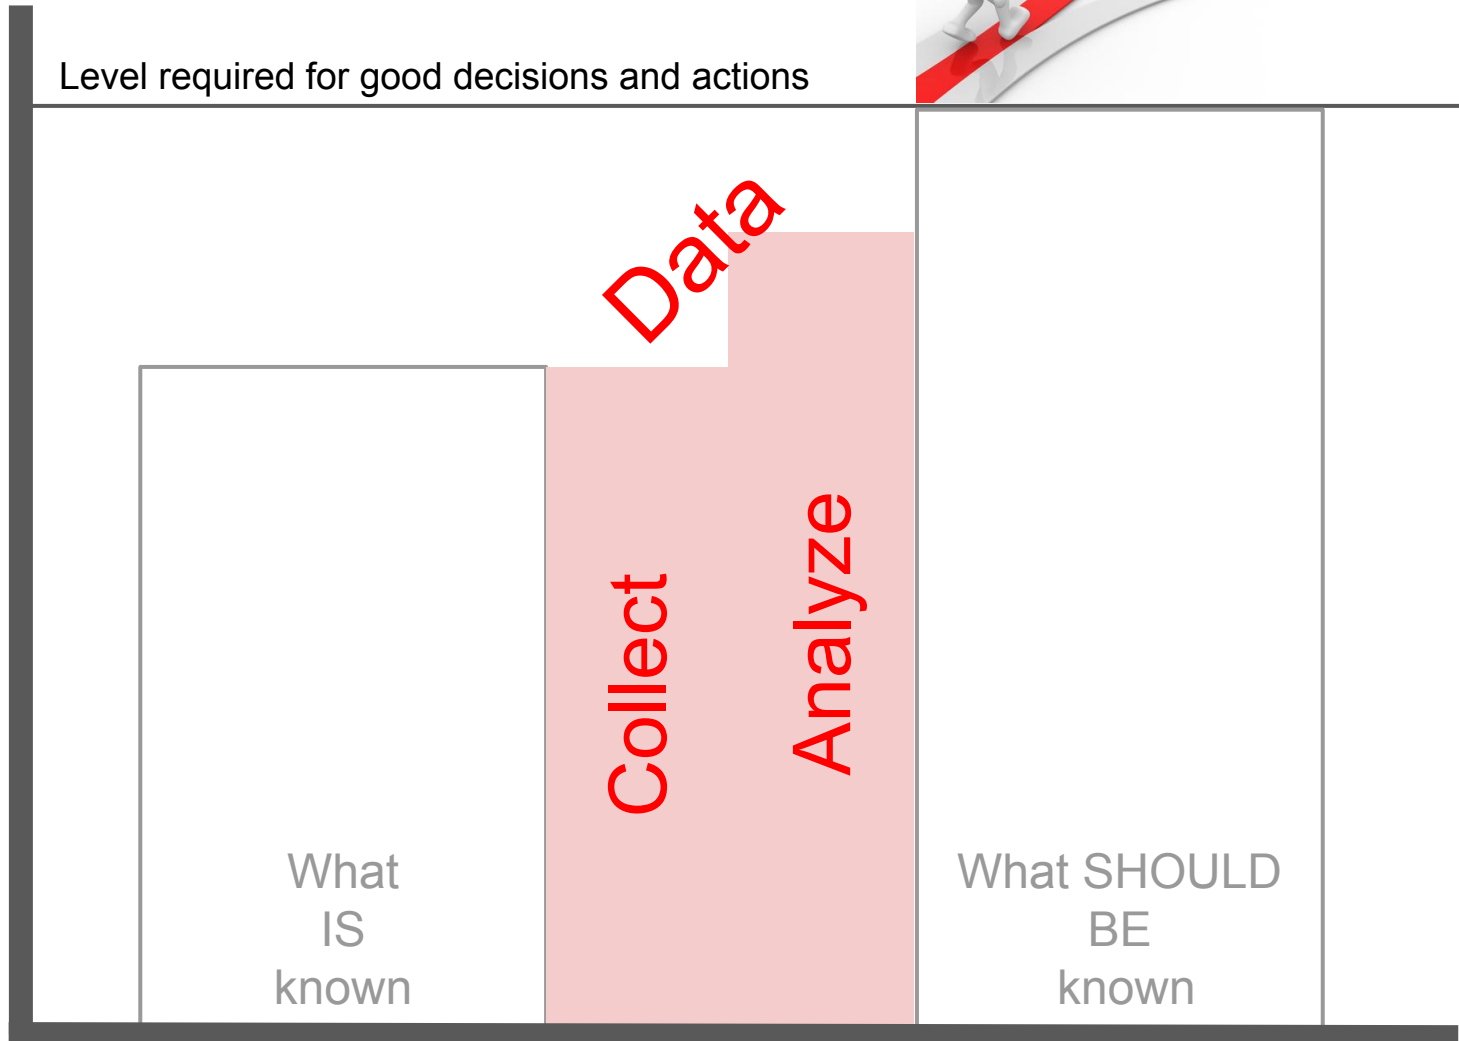 Level required for good decisions and actions
Data
Collect
Analyze
What
IS
known
What SHOULD
BE
known